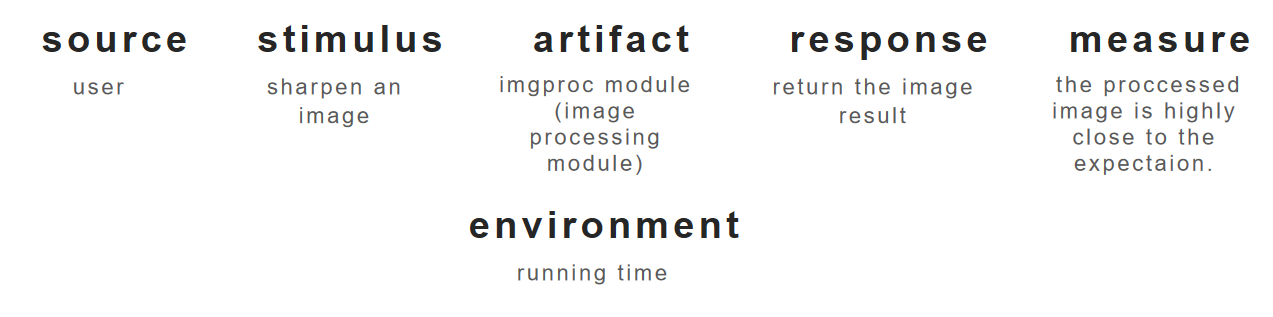 source
user
stimulus
sharpen an
image
artifact
imgproc module
(image
processing
module)
response
return the image
result
measure
the proccessed
image is highly
close to the
expectaion.
environment
running time